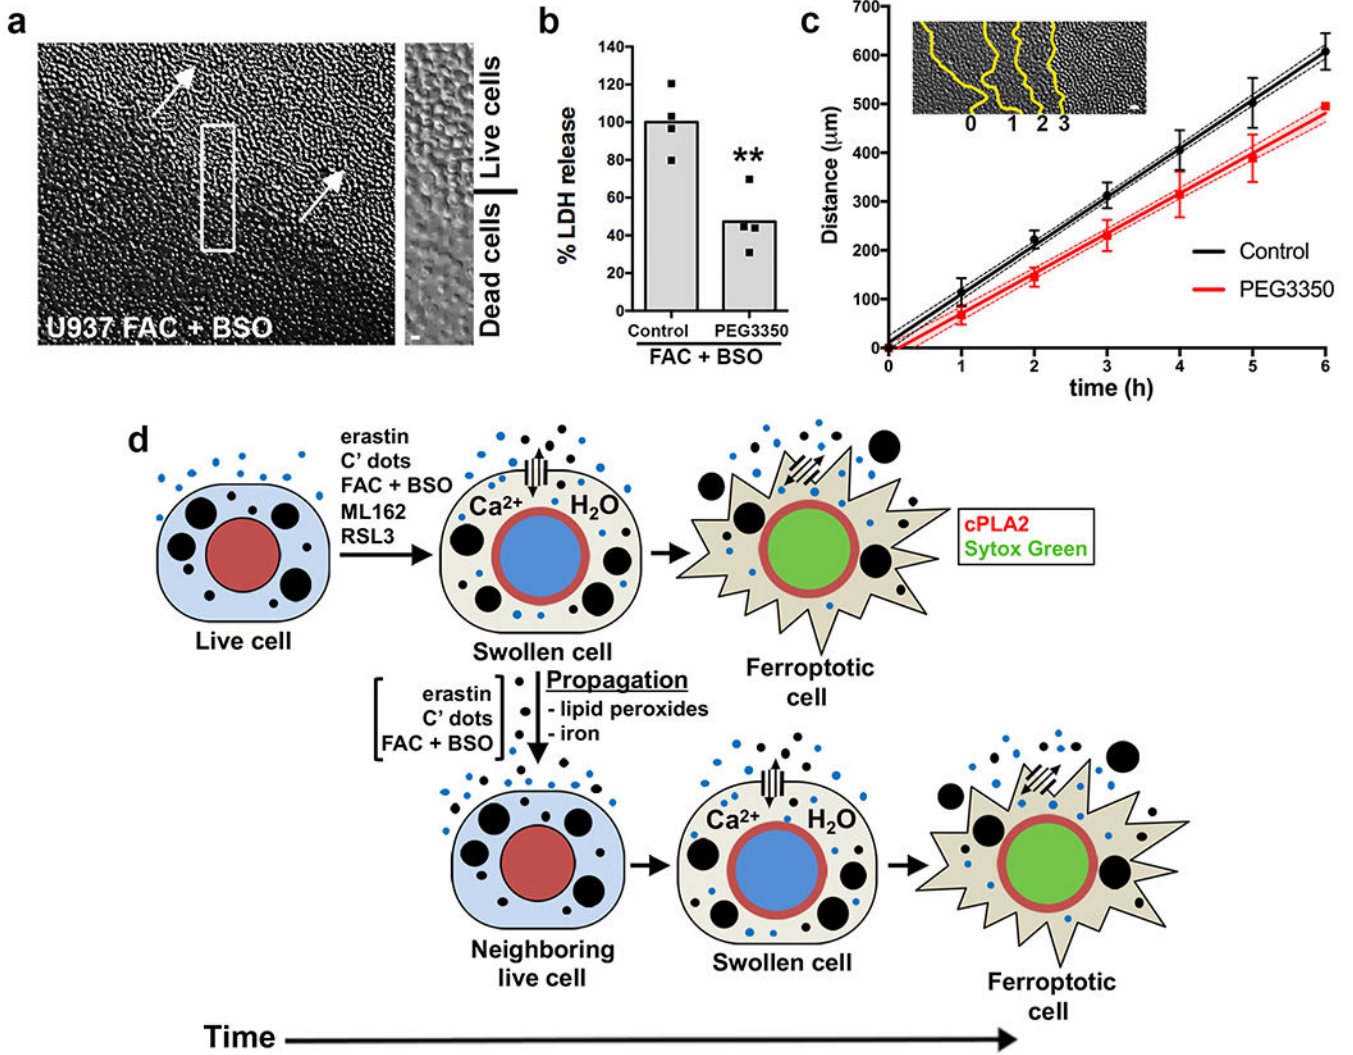 a
U937 FAC + BSO
Live cells
Dead cells
b
% LDH release
140
120
100
80
60
40
20
0
**
Control PEG3350
FAC + BSO
c
Distance (µm)
700
600
500
400
300
200
100
0
0 1 2 3
Control
PEG3350
0 1 2 3 4 5 6
time (h)
d
erastin
C' dots
FAC + BSO
ML162
RSL3
Live cell
Ca2+ H2O
Swollen cell
Ferroptotic
cell
cPLA2
Sytox Green
erastin
C' dots
FAC + BSO
Propagation
- lipid peroxides
- iron
Neighboring
live cell
Ca2+ H2O
Swollen cell
Ferroptotic
cell
Time